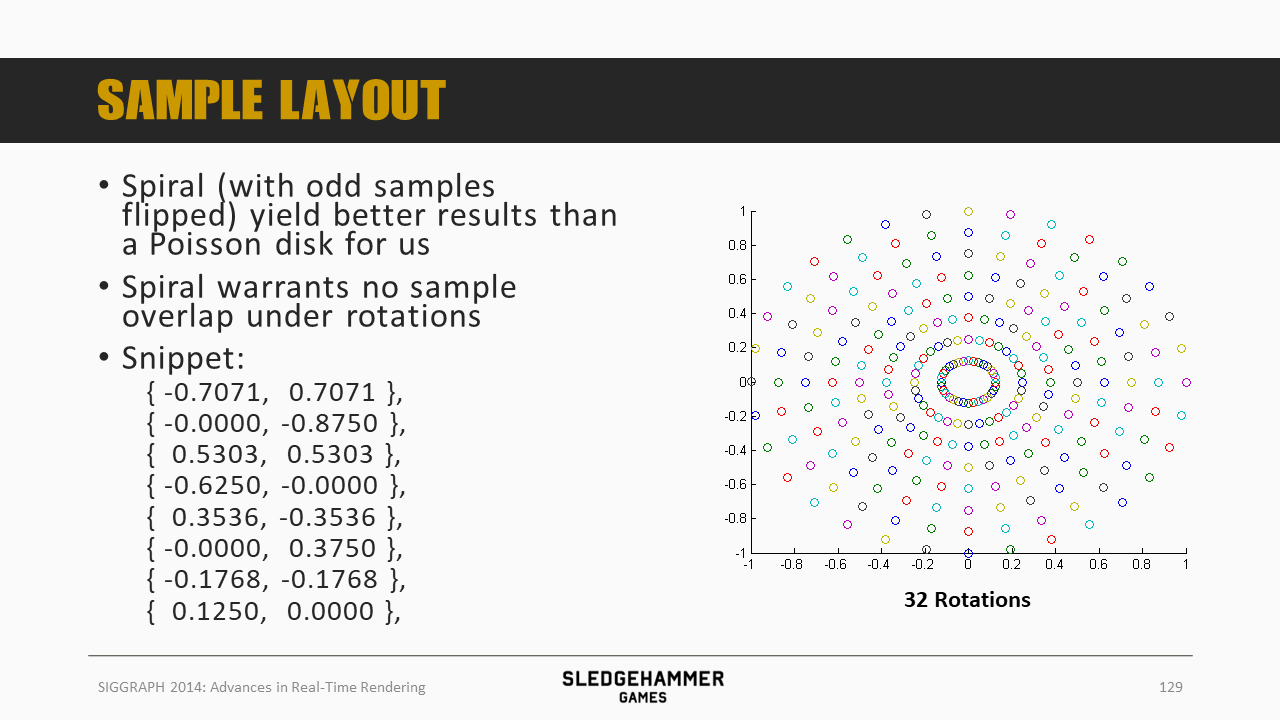 SAMPLE LAYOUT
• Spiral (with odd samples
flipped) yield better results than
a Poisson disk for us
• Spiral warrants no sample
overlap under rotations
• Snippet:
{ -0.7071, 0.7071 },
{ -0.0000, -0.8750 },
{ 0.5303, 0.5303 },
{ -0.6250, -0.0000 },
{ 0.3536, -0.3536 },
{ -0.0000, 0.3750 },
{ -0.1768, -0.1768 },
{ 0.1250, 0.0000 },
1
0.8
0.6
0.4
0.2
0
-0.2
-0.4
-0.6
-0.8
-1
-1 -0.8 -0.6 -0.4 -0.2 0 0.2 0.4 0.6 0.8 1
32 Rotations
SIGGRAPH 2014: Advances in Real-Time Rendering
SLEDGEHAMMER
GAMES
129